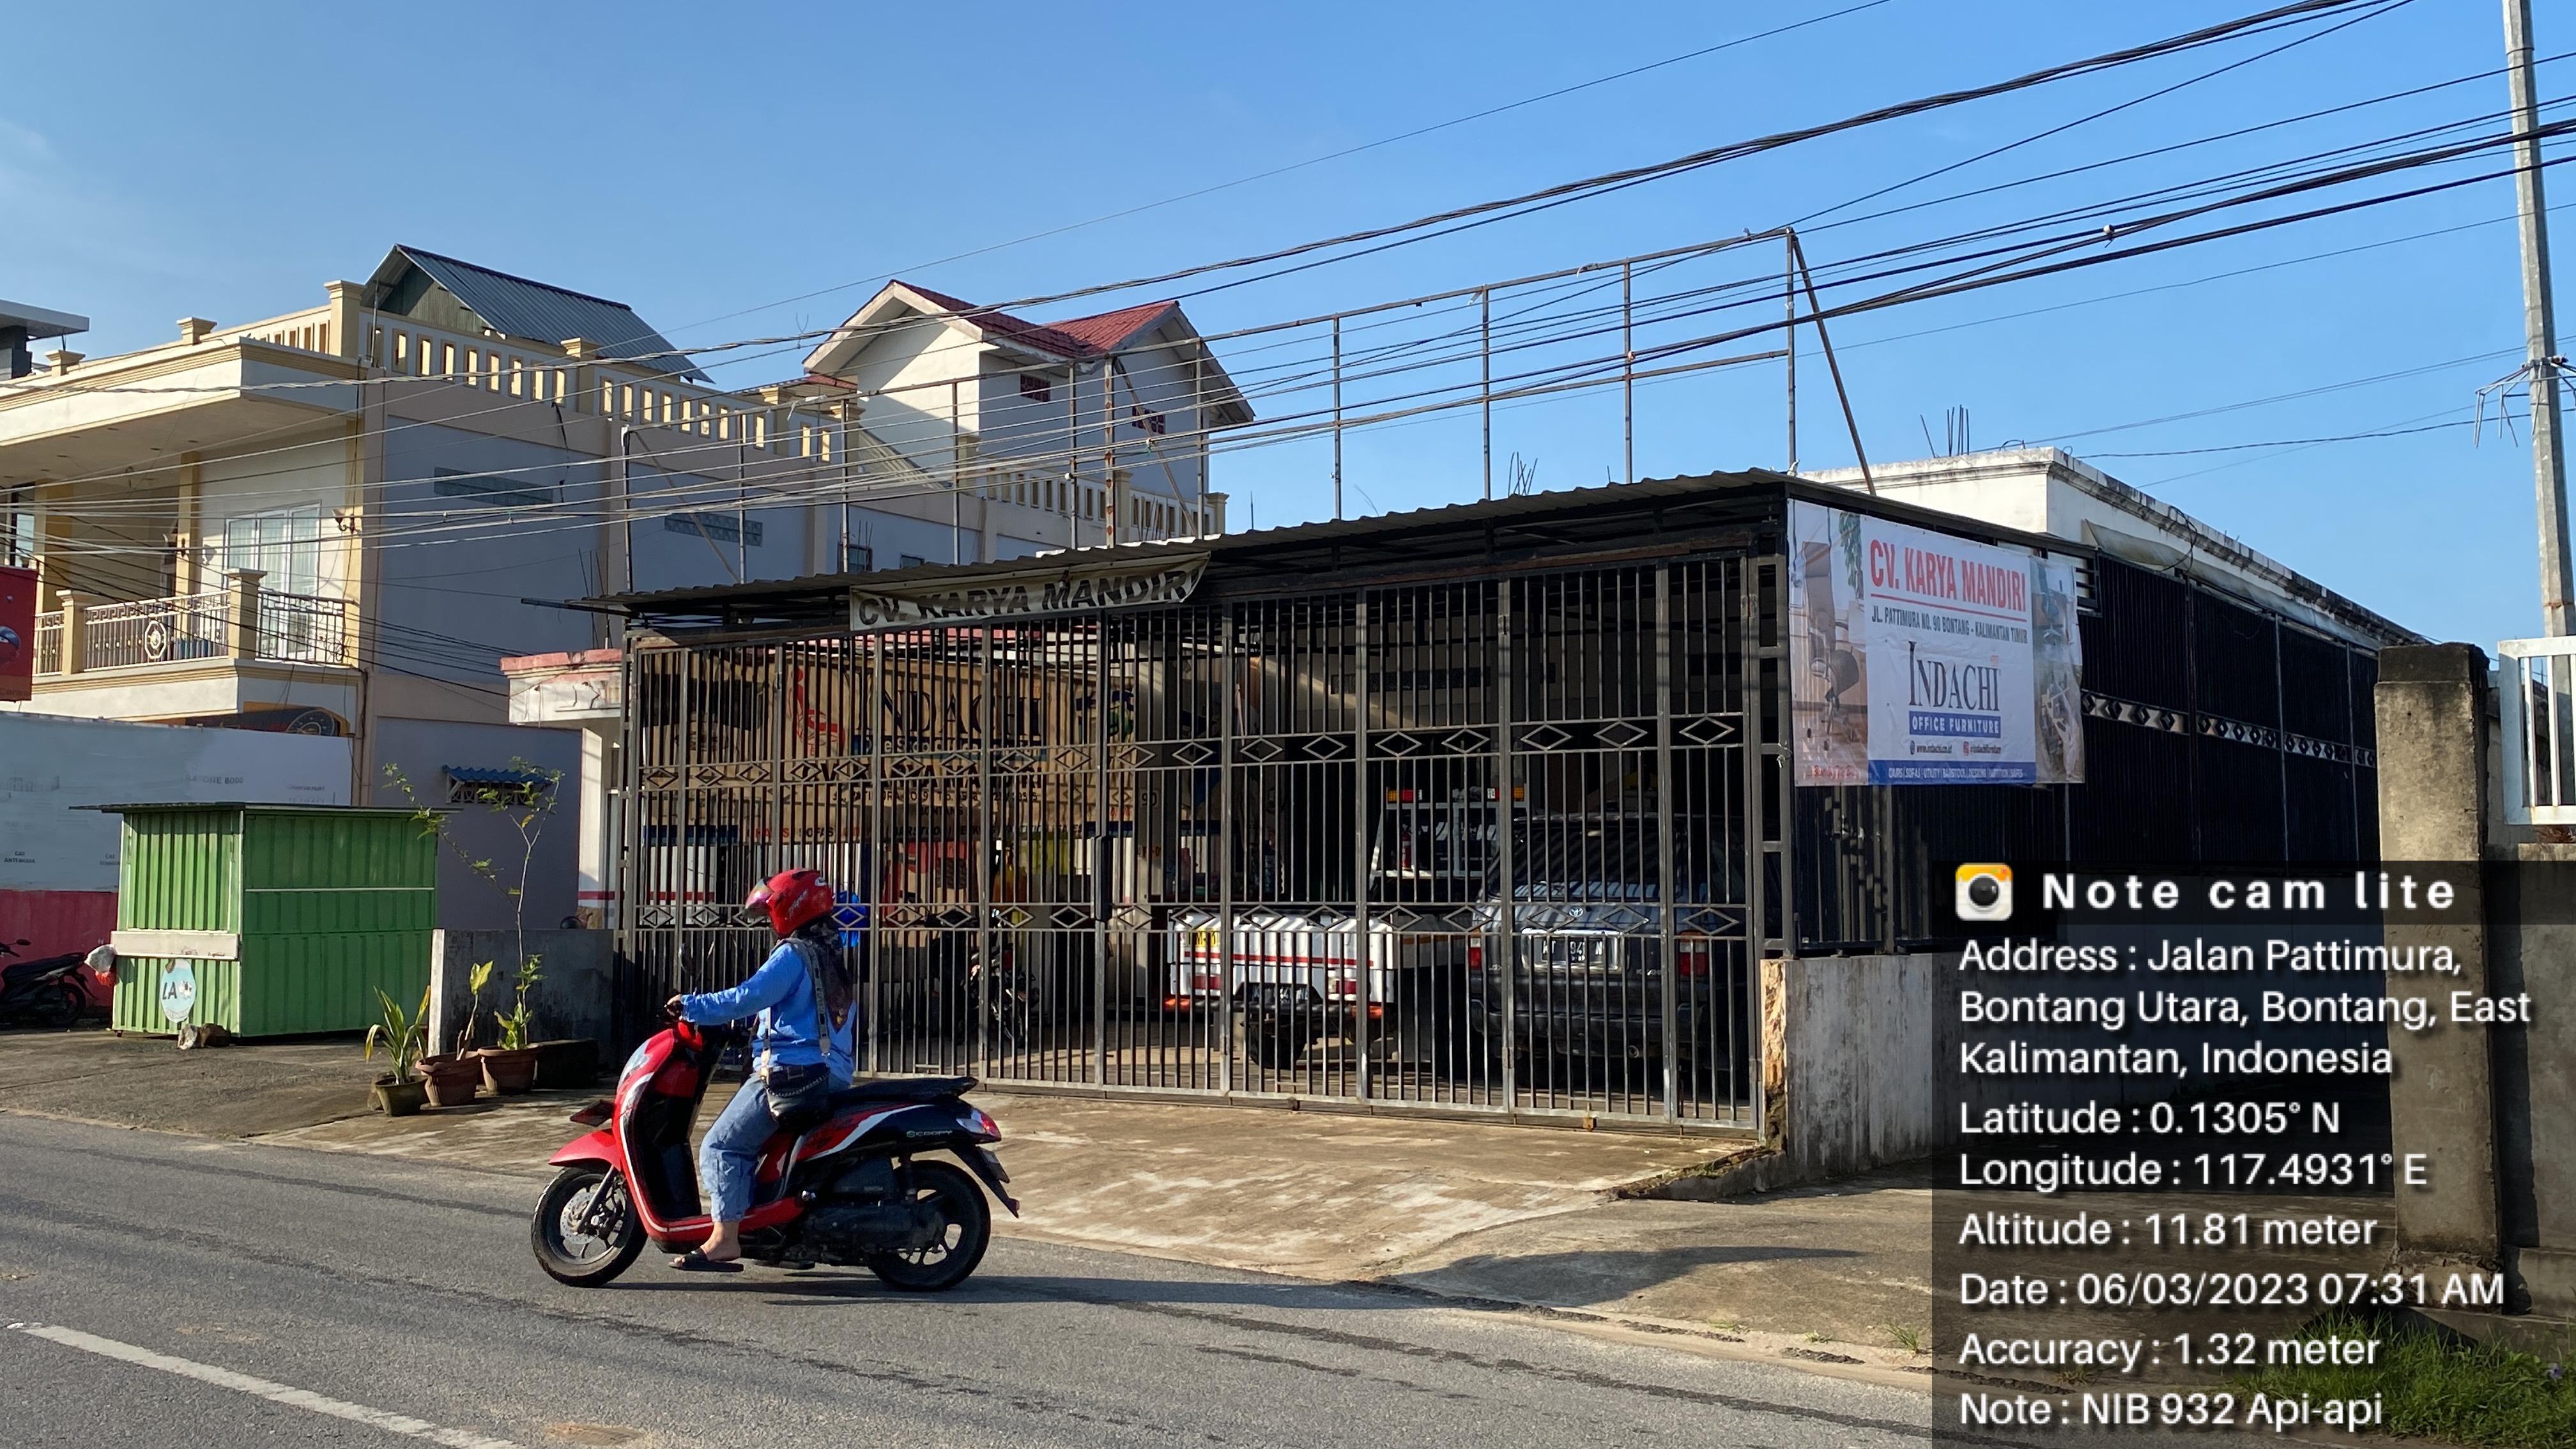 CV. KARYA MANDIRI
CV. KARYA MANDIRI
JL. PATTIMURA NO. 90 BONTANG - KALIMANTAN TIMUR
INDACHI
OFFICE FURNITURE
INDACHI
LA
SCOOPY
Note cam lite
Address : Jalan Pattimura,
Bontang Utara, Bontang, East
Kalimantan, Indonesia
Latitude : 0.1305° N
Longitude : 117.4931° E
Altitude : 11.81 meter
Date : 06/03/2023 07:31 AM
Accuracy : 1.32 meter
Note : NIB 932 Api-api